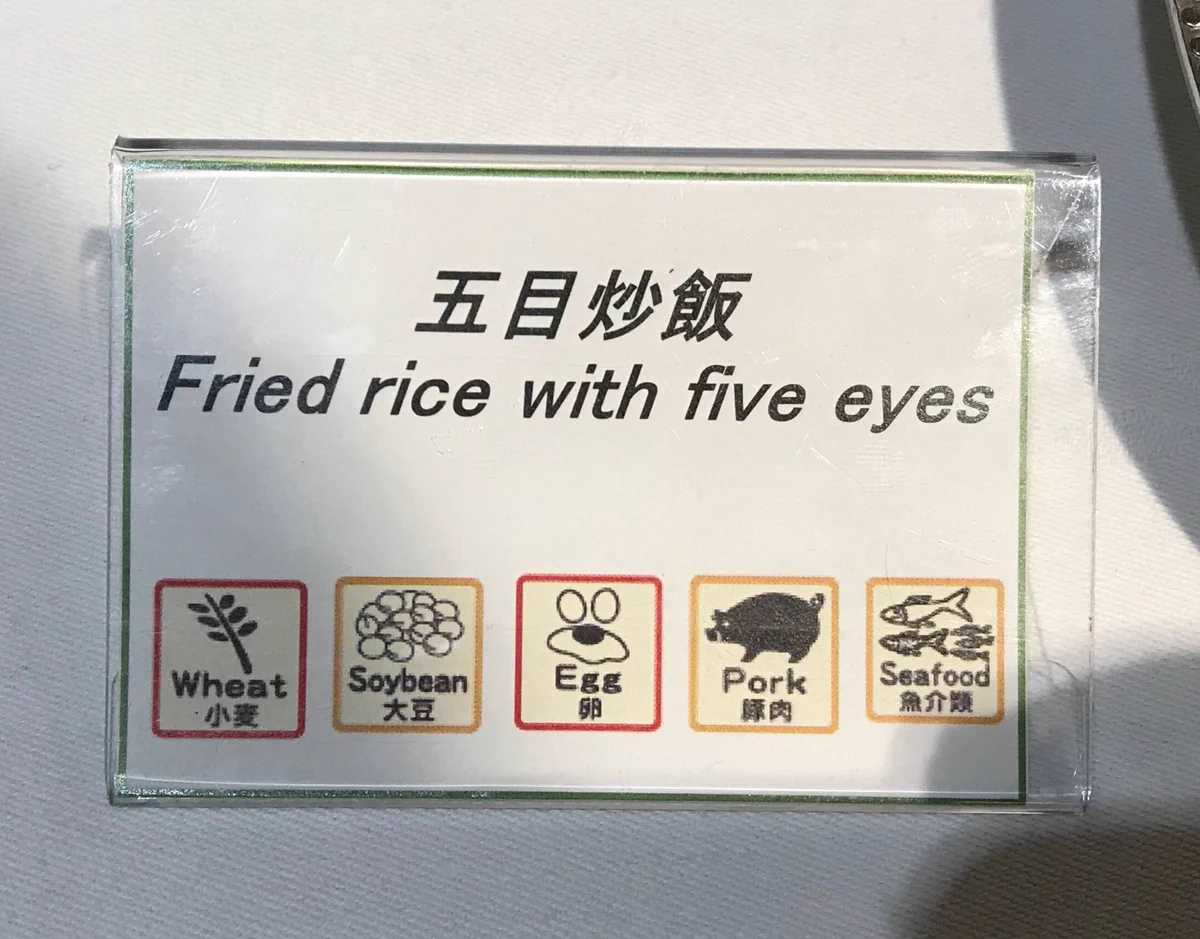 五目炒飯
Fried rice with five eyes
Wheat
小麦
Soybean
大豆
Egg
卵
Pork
豚肉
Seafood
魚介類